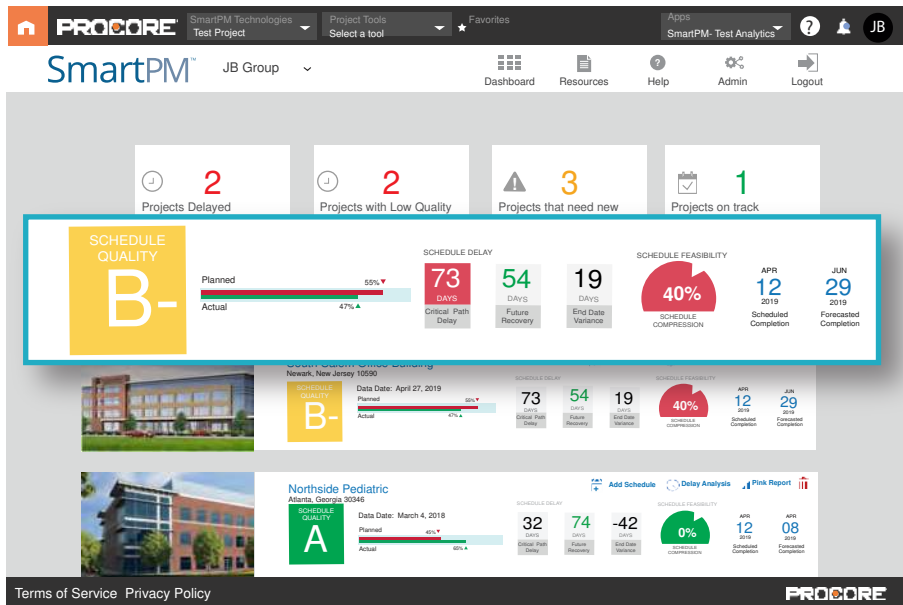 PROCORE
SmartPM Technologies
Test Project
Project Tools
Select a tool
Favorites
Apps
SmartPM- Test Analytics
?
JB
SmartPM™
JB Group
Dashboard
Resources
?
Help
Admin
Logout
2
Projects Delayed
2
Projects with Low Quality
3
Projects that need new
1
Projects on track
SCHEDULE
QUALITY
B-
Planned
55%
Actual
47%
SCHEDULE DELAY
73
DAYS
Critical Path
Delay
54
DAYS
Future
Recovery
19
DAYS
End Date
Variance
SCHEDULE FEASIBILITY
40%
SCHEDULE
COMPRESSION
APR
12
2019
Scheduled
Completion
JUN
29
2019
Forecasted
Completion
South Salem Office Building
Newark, New Jersey 10590
SCHEDULE
QUALITY
B-
Data Date: April 27, 2019
Planned
55%
Actual
47%
SCHEDULE DELAY
73
DAYS
Critical Path
Delay
54
DAYS
Future
Recovery
19
DAYS
End Date
Variance
SCHEDULE FEASIBILITY
40%
SCHEDULE
COMPRESSION
APR
12
2019
Scheduled
Completion
JUN
29
2019
Forecasted
Completion
Northside Pediatric
Atlanta, Georgia 30346
Add Schedule
Delay Analysis
Pink Report
SCHEDULE
QUALITY
A
Data Date: March 4, 2018
Planned
45%
Actual
65%
SCHEDULE DELAY
32
DAYS
Critical Path
Delay
74
DAYS
Future
Recovery
-42
DAYS
End Date
Variance
SCHEDULE FEASIBILITY
0%
SCHEDULE
COMPRESSION
APR
12
2019
Scheduled
Completion
APR
08
2019
Forecasted
Completion
Terms of Service Privacy Policy
PROCORE